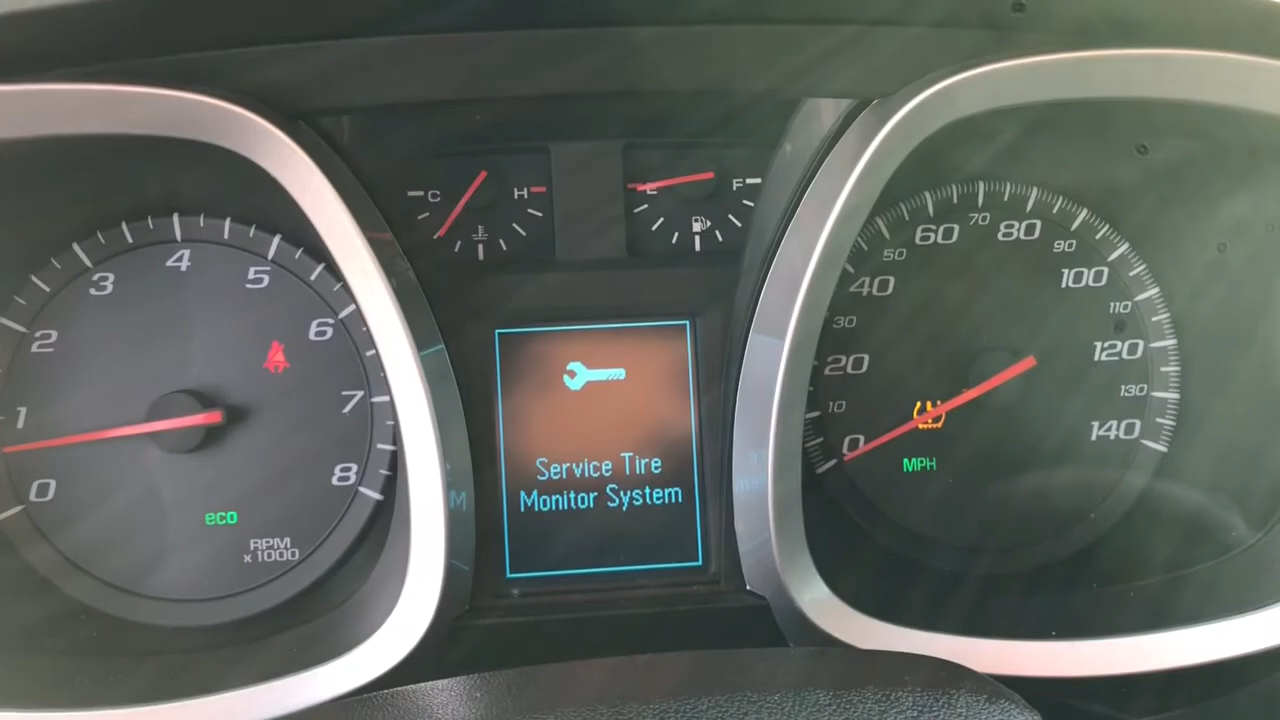 C H
E F
0 1 2 3 4 5 6 7 8
eco
RPM
x 1000
Service Tire
Monitor System
0 10 20 30 40 50 60 70 80 90 100 110 120 130 140
MPH